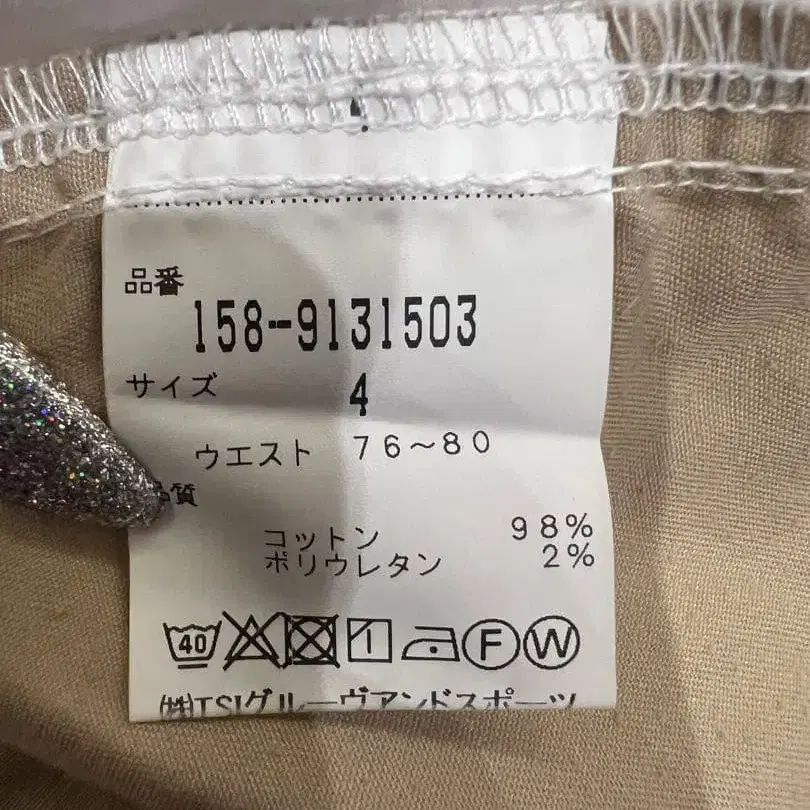 品番
158-9131503
サイズ 4
ウエスト 76～80
品質
コットン 98%
ポリウレタン 2%
40 F W
㈱TSIグルーヴアンドスポーツ